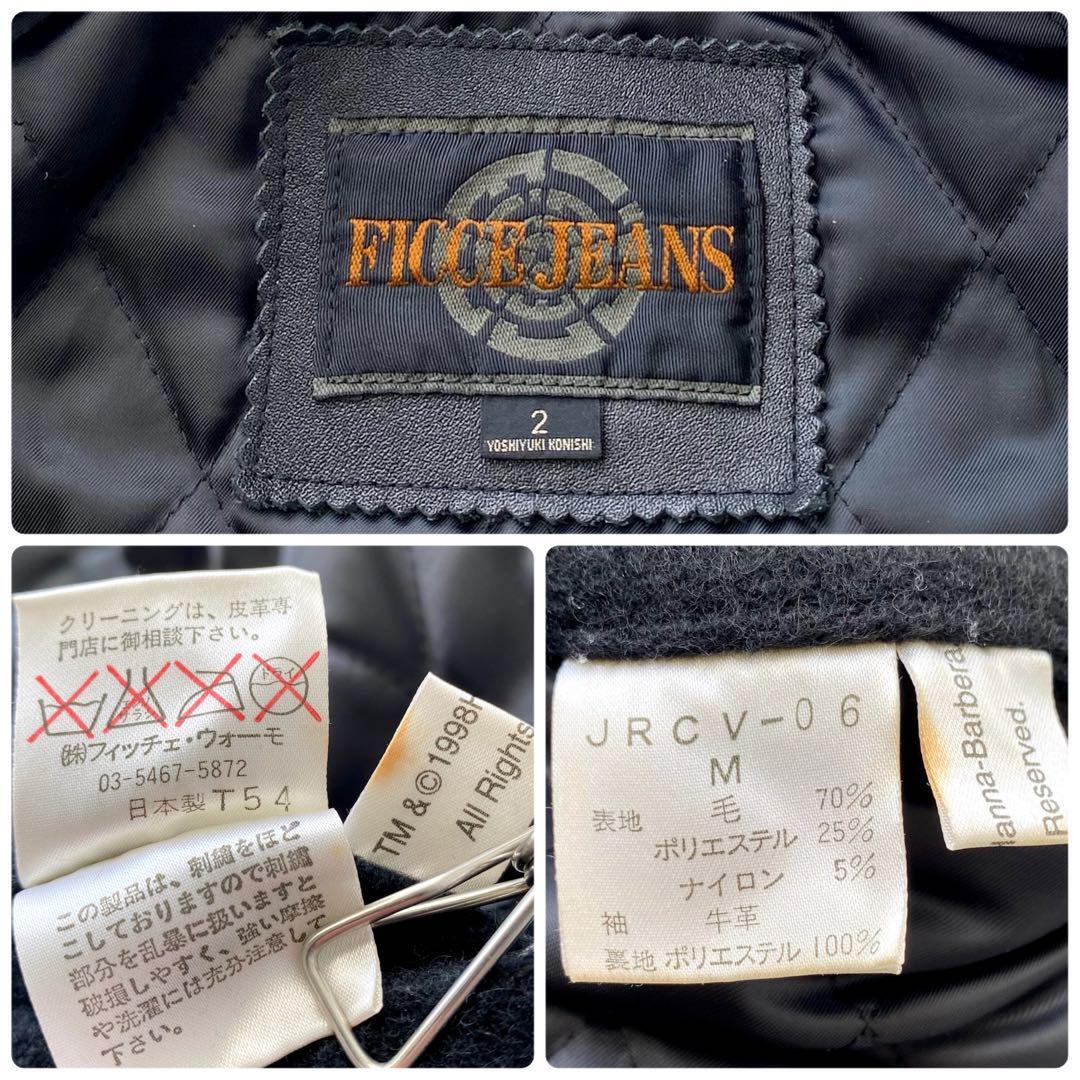 FICCE JEANS
2
YOSHIYUKI KONISHI
クリーニングは、皮革専
門店に御相談下さい。
ドライ
㈱フィッチェ・ウォーモ
03-5467-5872
日本製 T54
この製品は、刺繍をほど
こしておりますので刺繍
部分を乱暴に扱いますと
破損しやすく、強い摩擦
や洗濯には充分注意して
下さい。
TM & © 1998H
All Rights
JRCV-06
M
表地 毛 70%
ポリエステル 25%
ナイロン 5%
袖 牛革
裏地 ポリエステル 100%
anna-Barbera
Reserved.